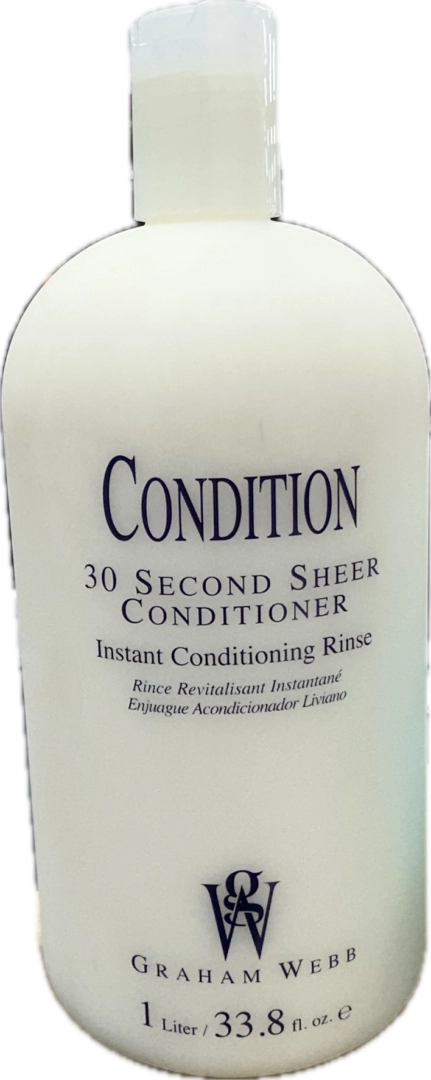 CONDITION
30 SECOND SHEER
CONDITIONER
Instant Conditioning Rinse
Rince Revitalisant Instantané
Enjuague Acondicionador Liviano
gW
GRAHAM WEBB
1 Liter / 33.8 fl. oz. ℮